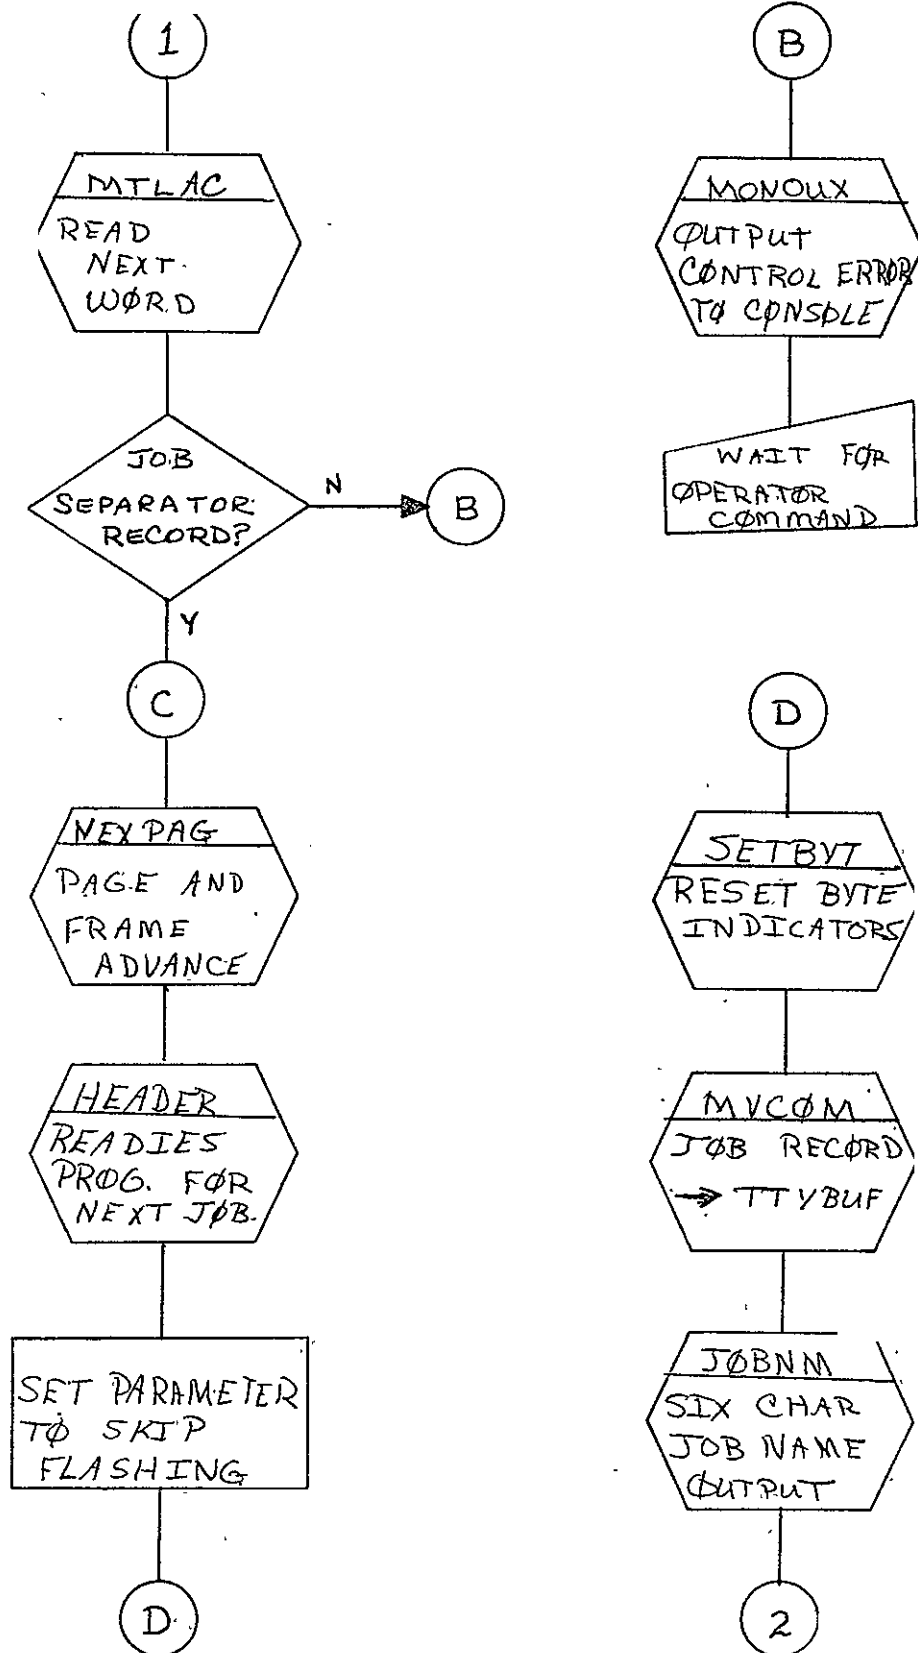 1
MTLAC
READ
NEXT
WØRD
JOB
SEPARATOR
RECORD?
N
B
Y
C
NEXPAG
PAGE AND
FRAME
ADVANCE
HEADER
READIES
PRØG. FØR
NEXT JØB.
SET PARAMETER
TØ SKIP
FLASHING
D
B
MONOUX
ØUTPUT
CØNTROL ERRØR
TØ CØNSØLE
WAIT FØR
ØPERATØR
CØMMAND
D
SETBYT
RESET BYTE
INDICATORS
MVCØM
JØB RECØRD
→ TTYBUF
JØBNM
SIX CHAR
JOB NAME
ØUTPUT
2